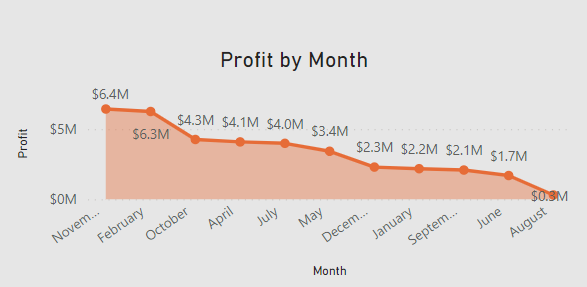 Profit by Month
$6.4M
$6.3M
$4.3M
$4.1M
$4.0M
$3.4M
$2.3M
$2.2M
$2.1M
$1.7M
$0.3M
Profit
$5M
$0M
Novem...
February
October
April
July
May
Decem...
January
Septem...
June
August
Month